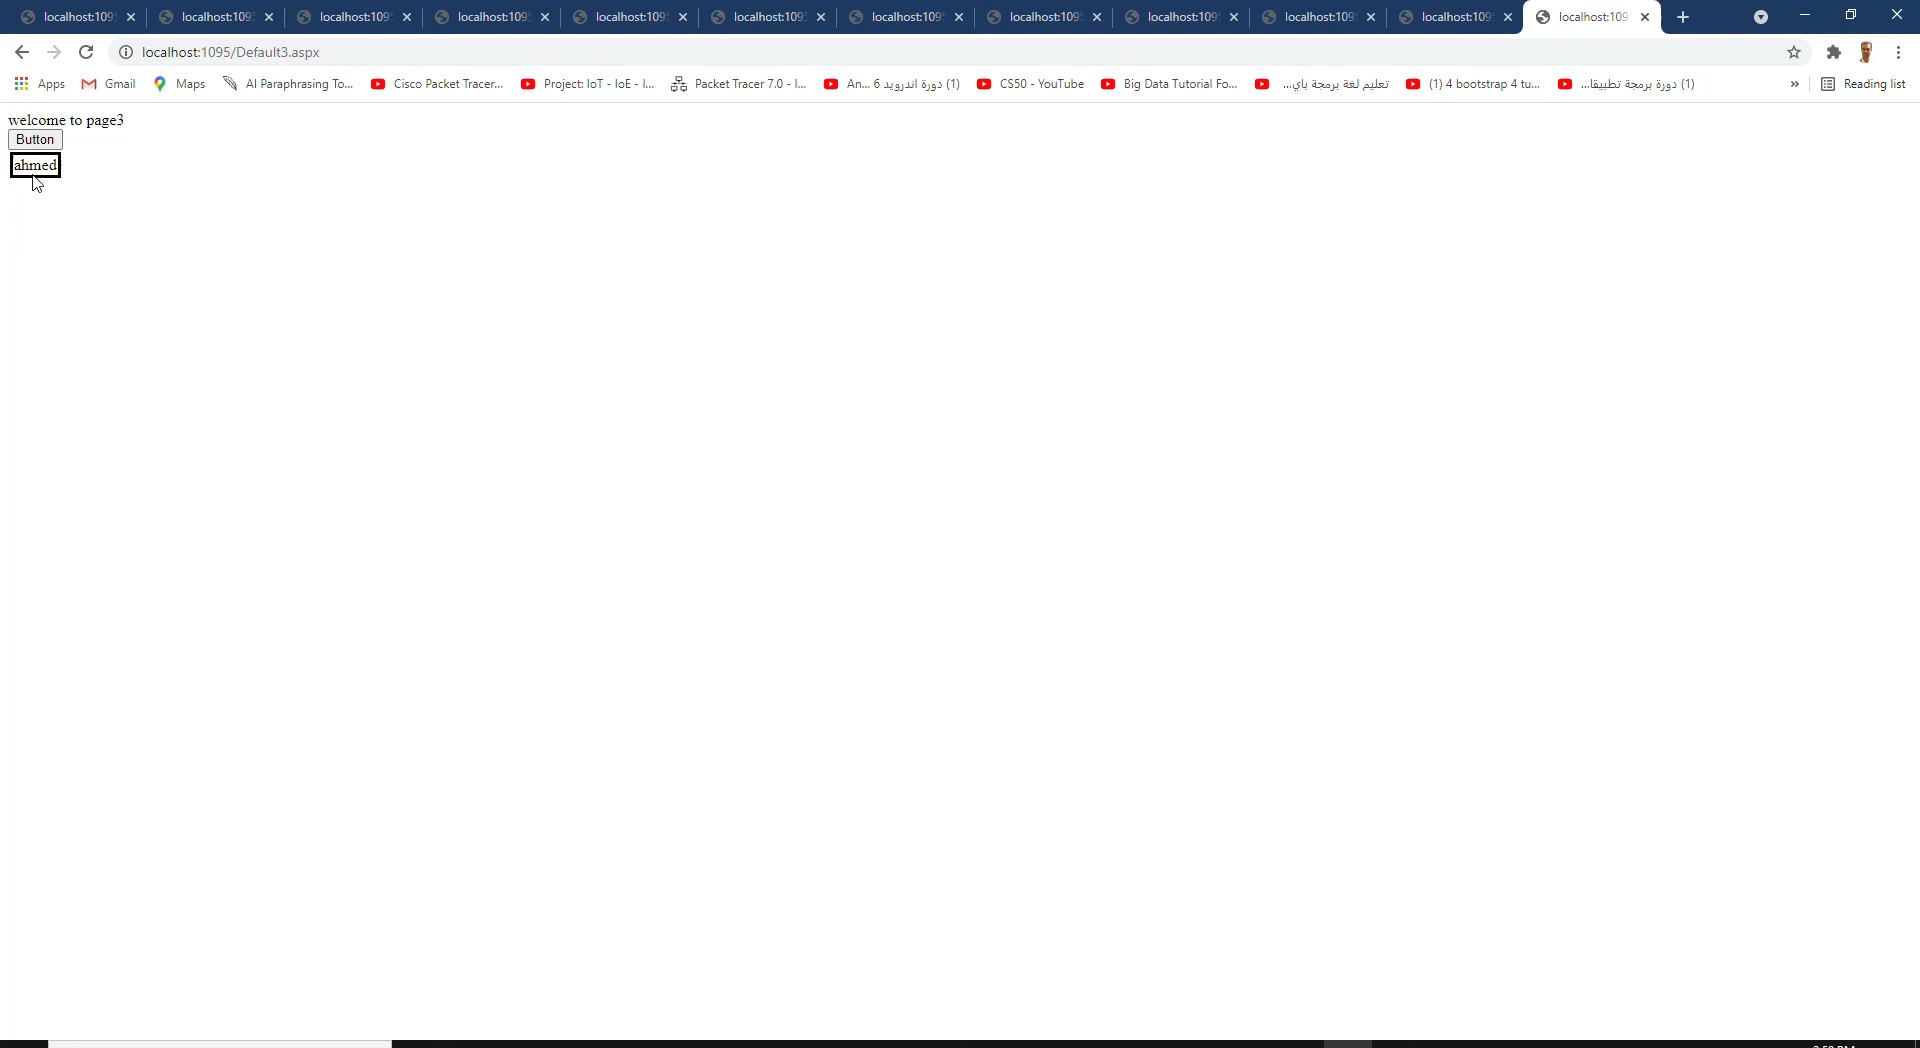 localhost:109 localhost:109 localhost:109 localhost:109 localhost:109 localhost:109 localhost:109 localhost:109 localhost:109 localhost:109 localhost:109 localhost:109
localhost:1095/Default3.aspx
Apps Gmail Maps AI Paraphrasing To... Cisco Packet Tracer... Project: IoT - IoE - I... Packet Tracer 7.0 - I... An... 6 دورة اندرويد (1) CS50 - YouTube Big Data Tutorial Fo... تعليم لغة برمجة باي... (1) 4 bootstrap 4 tu... (1) دورة برمجة تطبيقا... » Reading list
welcome to page3
Button
ahmed